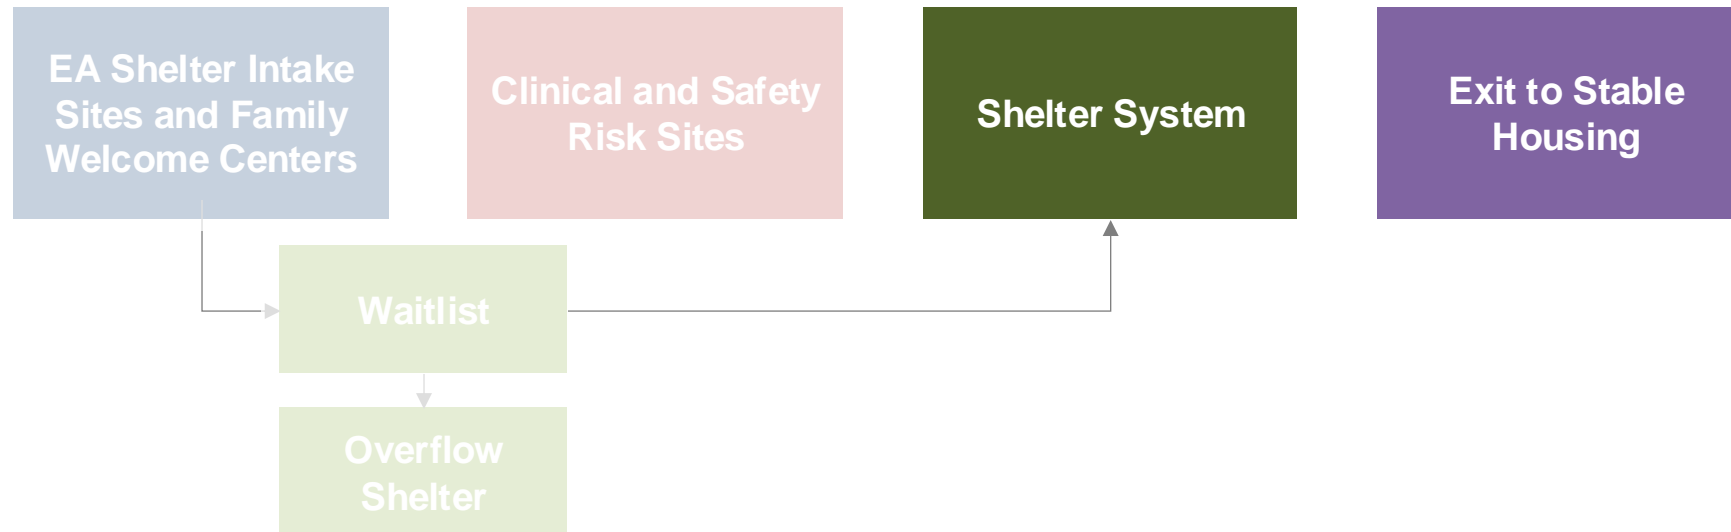 EA Shelter Intake
Sites and Family
Welcome Centers
Clinical and Safety
Risk Sites
Shelter System
Exit to Stable
Housing
Waitlist
Overflow
Shelter